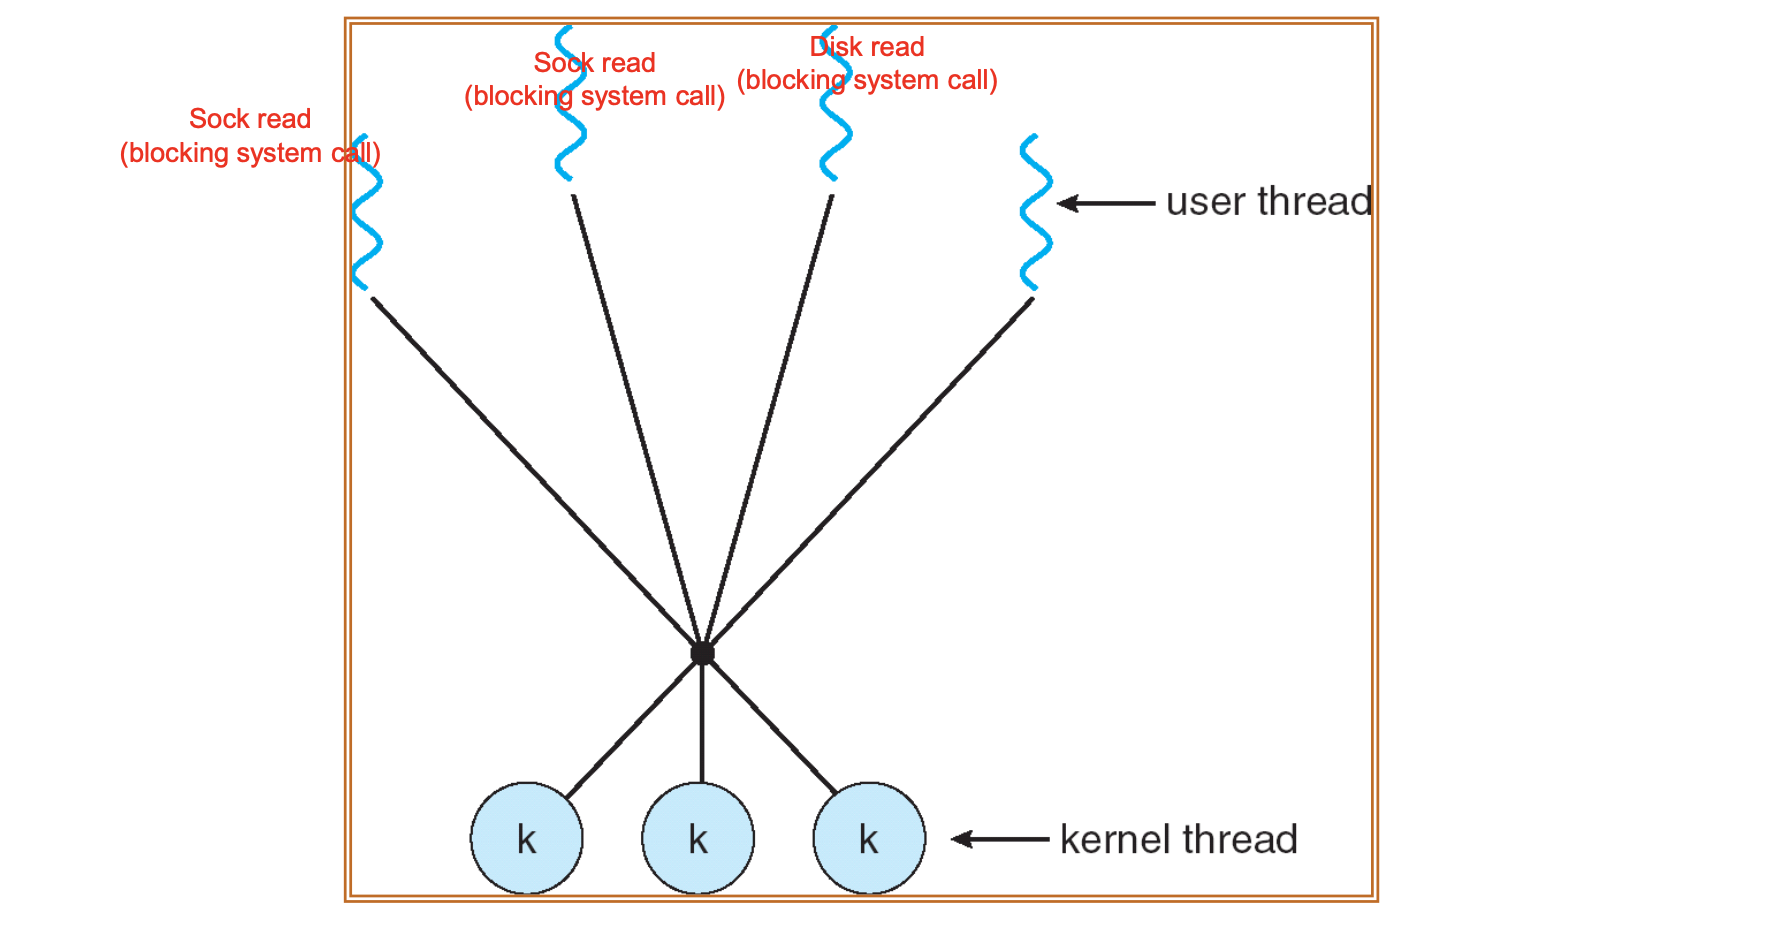 Sock read
(blocking system call)
Sock read
(blocking system call)
Disk read
(blocking system call)
user thread
k
k
k
kernel thread